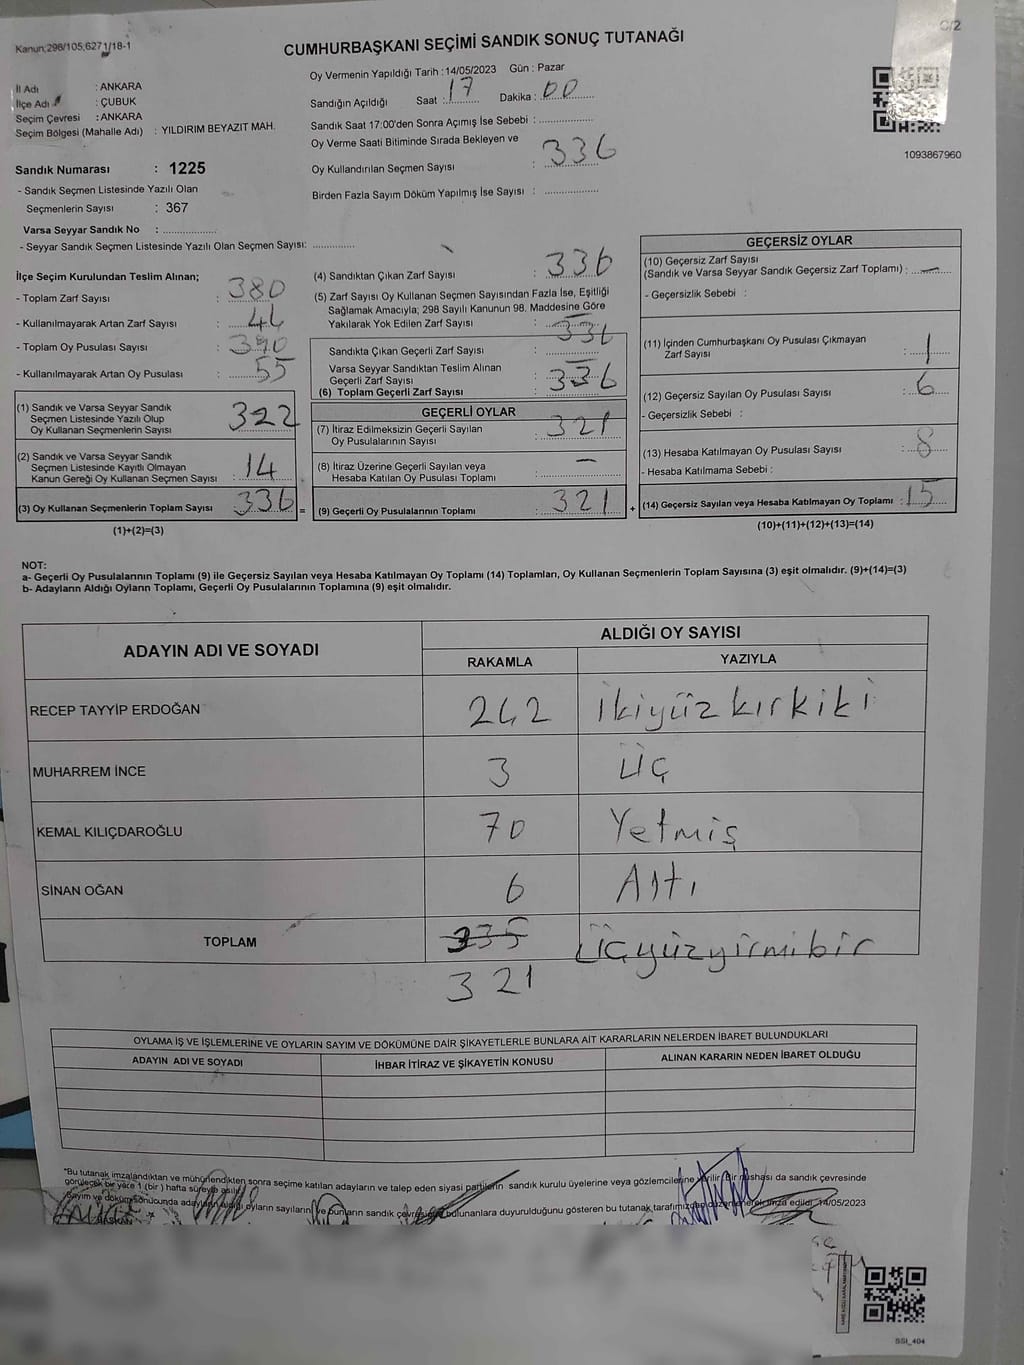 Kanun;298/105;6271/18-1
C/2
CUMHURBAŞKANI SEÇİMİ SANDIK SONUÇ TUTANAĞI
İl Adı : ANKARA
İlçe Adı : ÇUBUK
Seçim Çevresi : ANKARA
Seçim Bölgesi (Mahalle Adı) : YILDIRIM BEYAZIT MAH.
Sandık Numarası : 1225
- Sandık Seçmen Listesinde Yazılı Olan
Seçmenlerin Sayısı : 367
Varsa Seyyar Sandık No : ..................
- Seyyar Sandık Seçmen Listesinde Yazılı Olan Seçmen Sayısı: ..............
Oy Vermenin Yapıldığı Tarih : 14/05/2023 Gün : Pazar
Sandığın Açıldığı Saat : 17 Dakika : 00
Sandık Saat 17:00'den Sonra Açımış İse Sebebi : ..................
Oy Verme Saati Bitiminde Sırada Bekleyen ve
Oy Kullandırılan Seçmen Sayısı : 336
Birden Fazla Sayım Döküm Yapılmış İse Sayısı : ..................
1093867960
İlçe Seçim Kurulundan Teslim Alınan;
- Toplam Zarf Sayısı : 380
- Kullanılmayarak Artan Zarf Sayısı : 44
- Toplam Oy Pusulası Sayısı : 390
- Kullanılmayarak Artan Oy Pusulası : 55
(1) Sandık ve Varsa Seyyar Sandık
Seçmen Listesinde Yazılı Olup
Oy Kullanan Seçmenlerin Sayısı 322
(2) Sandık ve Varsa Seyyar Sandık
Seçmen Listesinde Kayıtlı Olmayan
Kanun Gereği Oy Kullanan Seçmen Sayısı : 14
(3) Oy Kullanan Seçmenlerin Toplam Sayısı 336 =
(1)+(2)=(3)
(4) Sandıktan Çıkan Zarf Sayısı : 336
(5) Zarf Sayısı Oy Kullanan Seçmen Sayısından Fazla İse, Eşitliği
Sağlamak Amacıyla; 298 Sayılı Kanunun 98. Maddesine Göre
Yakılarak Yok Edilen Zarf Sayısı :
Sandıkta Çıkan Geçerli Zarf Sayısı : 336
Varsa Seyyar Sandıktan Teslim Alınan
Geçerli Zarf Sayısı : –
(6) Toplam Geçerli Zarf Sayısı : 336
GEÇERLİ OYLAR
(7) İtiraz Edilmeksizin Geçerli Sayılan
Oy Pusulalarının Sayısı : 321
(8) İtiraz Üzerine Geçerli Sayılan veya
Hesaba Katılan Oy Pusulası Toplamı : –
(9) Geçerli Oy Pusulalarının Toplamı : 321 +
GEÇERSİZ OYLAR
(10) Geçersiz Zarf Sayısı
(Sandık ve Varsa Seyyar Sandık Geçersiz Zarf Toplamı) : –
- Geçersizlik Sebebi :
(11) İçinden Cumhurbaşkanı Oy Pusulası Çıkmayan
Zarf Sayısı : 1
(12) Geçersiz Sayılan Oy Pusulası Sayısı : 6
- Geçersizlik Sebebi :
(13) Hesaba Katılmayan Oy Pusulası Sayısı : 8
- Hesaba Katılmama Sebebi :
(14) Geçersiz Sayılan veya Hesaba Katılmayan Oy Toplamı : 15
(10)+(11)+(12)+(13)=(14)
NOT:
a- Geçerli Oy Pusulalarının Toplamı (9) ile Geçersiz Sayılan veya Hesaba Katılmayan Oy Toplamı (14) Toplamları, Oy Kullanan Seçmenlerin Toplam Sayısına (3) eşit olmalıdır. (9)+(14)=(3)
b- Adayların Aldığı Oyların Toplamı, Geçerli Oy Pusulalarının Toplamına (9) eşit olmalıdır.
ADAYIN ADI VE SOYADI ALDIĞI OY SAYISI
RAKAMLA YAZIYLA
RECEP TAYYİP ERDOĞAN 242 İkiyüzkırkiki
MUHARREM İNCE 3 üç
KEMAL KILIÇDAROĞLU 70 Yetmiş
SİNAN OĞAN 6 Altı
TOPLAM 335 üçyüzyirmibir
321
OYLAMA İŞ VE İŞLEMLERİNE VE OYLARIN SAYIM VE DÖKÜMÜNE DAİR ŞİKAYETLERLE BUNLARA AİT KARARLARIN NELERDEN İBARET BULUNDUKLARI
ADAYIN ADI VE SOYADI İHBAR İTİRAZ VE ŞİKAYETİN KONUSU ALINAN KARARIN NEDEN İBARET OLDUĞU
*Bu tutanak imzalandıktan ve mühürlendikten sonra seçime katılan adayların ve talep eden siyasi partilerin sandık kurulu üyelerine veya gözlemcilerine verilir. Bir nüshası da sandık çevresinde
görülecek bir yere 1 (bir ) hafta süreyle asılır.
Sayım ve döküm sonucunda adayların aldığı oyların sayıların ve bunların sandık çevresinde bulunanlara duyurulduğunu gösteren bu tutanak tarafımızdan düzenlenerek imza edildi. 14/05/2023
BAŞKAN
SSI_404